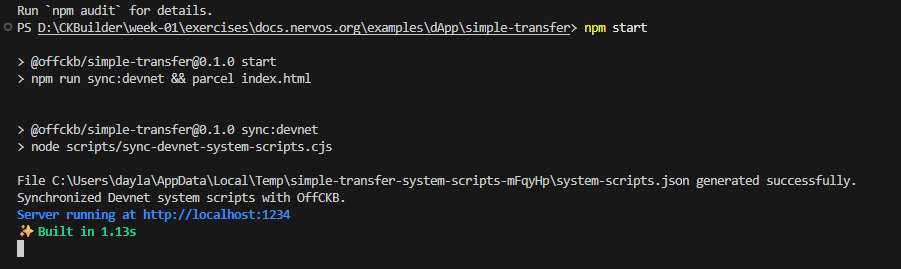 Run `npm audit` for details.
PS D:\CKBuilder\week-01\exercises\docs.nervos.org\examples\dApp\simple-transfer> npm start
> @offckb/simple-transfer@0.1.0 start
> npm run sync:devnet && parcel index.html
> @offckb/simple-transfer@0.1.0 sync:devnet
> node scripts/sync-devnet-system-scripts.cjs
File C:\Users\dayla\AppData\Local\Temp\simple-transfer-system-scripts-mFqyHp\system-scripts.json generated successfully.
Synchronized Devnet system scripts with OffCKB.
Server running at http://localhost:1234
✨ Built in 1.13s